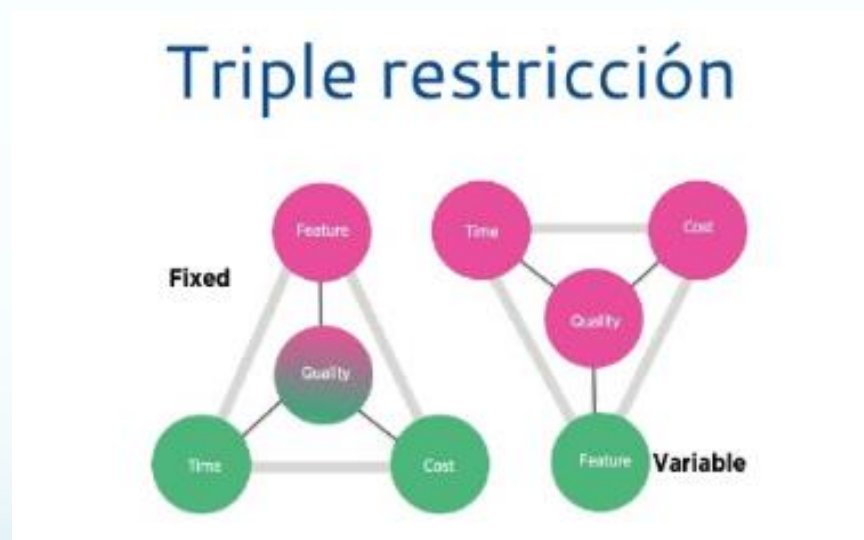 Triple restricción
Feature
Fixed
Quality
Time
Cost
Time
Cost
Quality
Feature
Variable